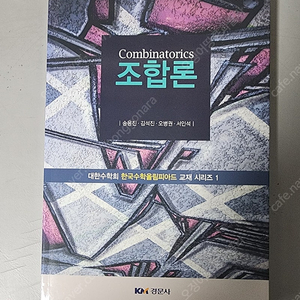 Combinatorics
조합론
| 송용진 · 김석진 · 오병권 · 서인석 |
대한수학회 한국수학올림피아드 교재 시리즈 1
KM 경문사